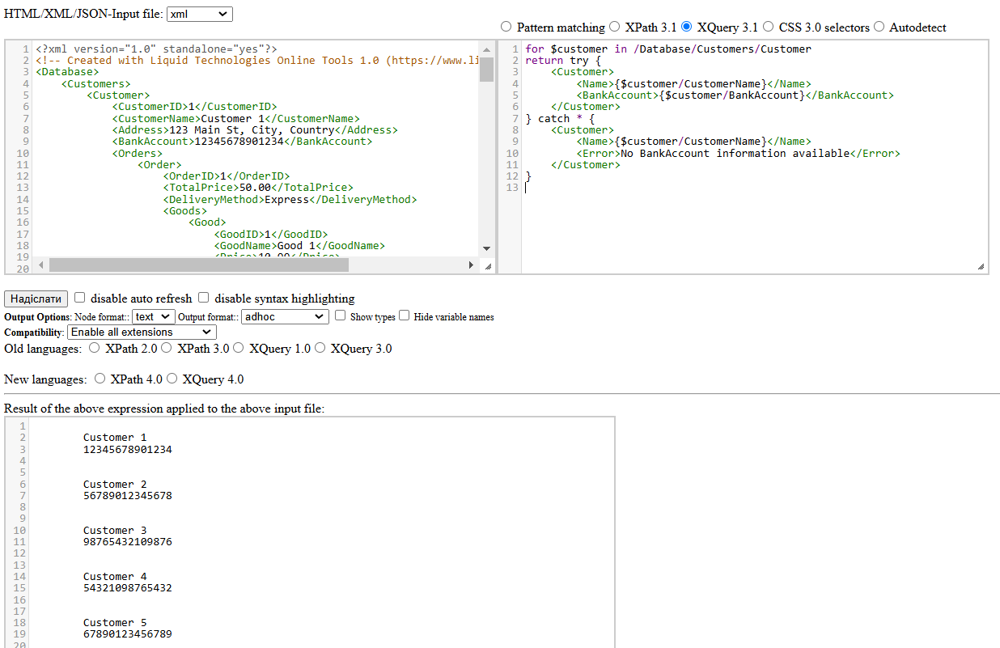 HTML/XML/JSON-Input file: xml
Pattern matching XPath 3.1 XQuery 3.1 CSS 3.0 selectors Autodetect
1 <?xml version="1.0" standalone="yes"?>
2 <!-- Created with Liquid Technologies Online Tools 1.0 (https://www.li
3 <Database>
4 <Customers>
5 <Customer>
6 <CustomerID>1</CustomerID>
7 <CustomerName>Customer 1</CustomerName>
8 <Address>123 Main St, City, Country</Address>
9 <BankAccount>12345678901234</BankAccount>
10 <Orders>
11 <Order>
12 <OrderID>1</OrderID>
13 <TotalPrice>50.00</TotalPrice>
14 <DeliveryMethod>Express</DeliveryMethod>
15 <Goods>
16 <Good>
17 <GoodID>1</GoodID>
18 <GoodName>Good 1</GoodName>
19 <Price>10.00</Price>
20
1 for $customer in /Database/Customers/Customer
2 return try {
3 <Customer>
4 <Name>{$customer/CustomerName}</Name>
5 <BankAccount>{$customer/BankAccount}</BankAccount>
6 </Customer>
7 } catch * {
8 <Customer>
9 <Name>{$customer/CustomerName}</Name>
10 <Error>No BankAccount information available</Error>
11 </Customer>
12 }
13
Надіслати disable auto refresh disable syntax highlighting
Output Options: Node format:: text Output format:: adhoc Show types Hide variable names
Compatibility: Enable all extensions
Old languages: XPath 2.0 XPath 3.0 XQuery 1.0 XQuery 3.0
New languages: XPath 4.0 XQuery 4.0
Result of the above expression applied to the above input file:
1
2 Customer 1
3 12345678901234
4
5
6 Customer 2
7 56789012345678
8
9
10 Customer 3
11 98765432109876
12
13
14 Customer 4
15 54321098765432
16
17
18 Customer 5
19 67890123456789
20